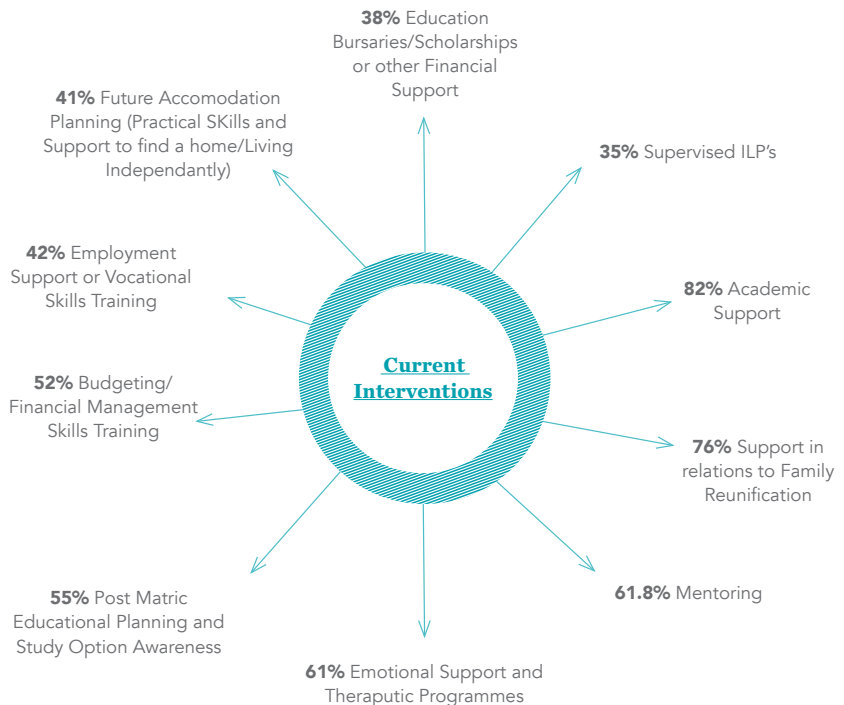 38% Education
Bursaries/Scholarships
or other Financial
Support
35% Supervised ILP's
82% Academic
Support
76% Support in
relations to Family
Reunification
61.8% Mentoring
61% Emotional Support and
Theraputic Programmes
55% Post Matric
Educational Planning and
Study Option Awareness
52% Budgeting/
Financial Management
Skills Training
42% Employment
Support or Vocational
Skills Training
41% Future Accomodation
Planning (Practical SKills and
Support to find a home/Living
Independantly)
Current
Interventions